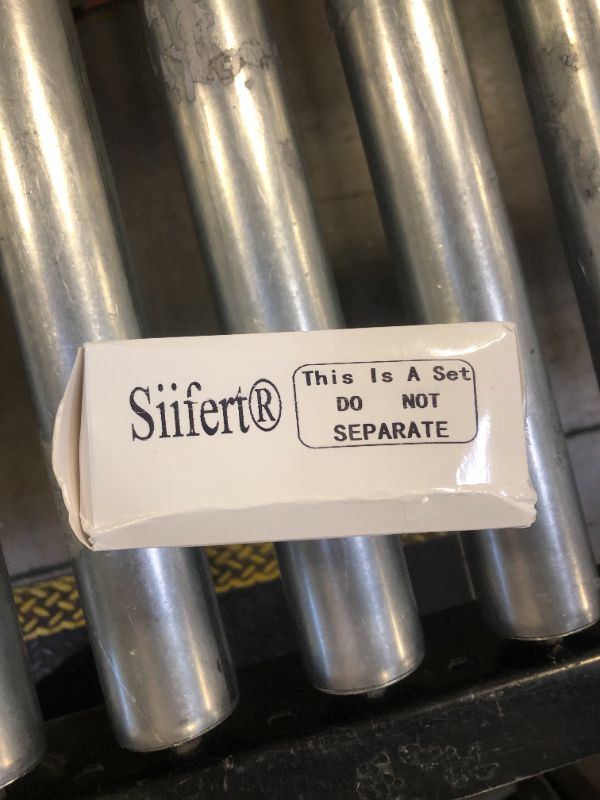 Siifert®
This Is A Set
DO NOT
SEPARATE